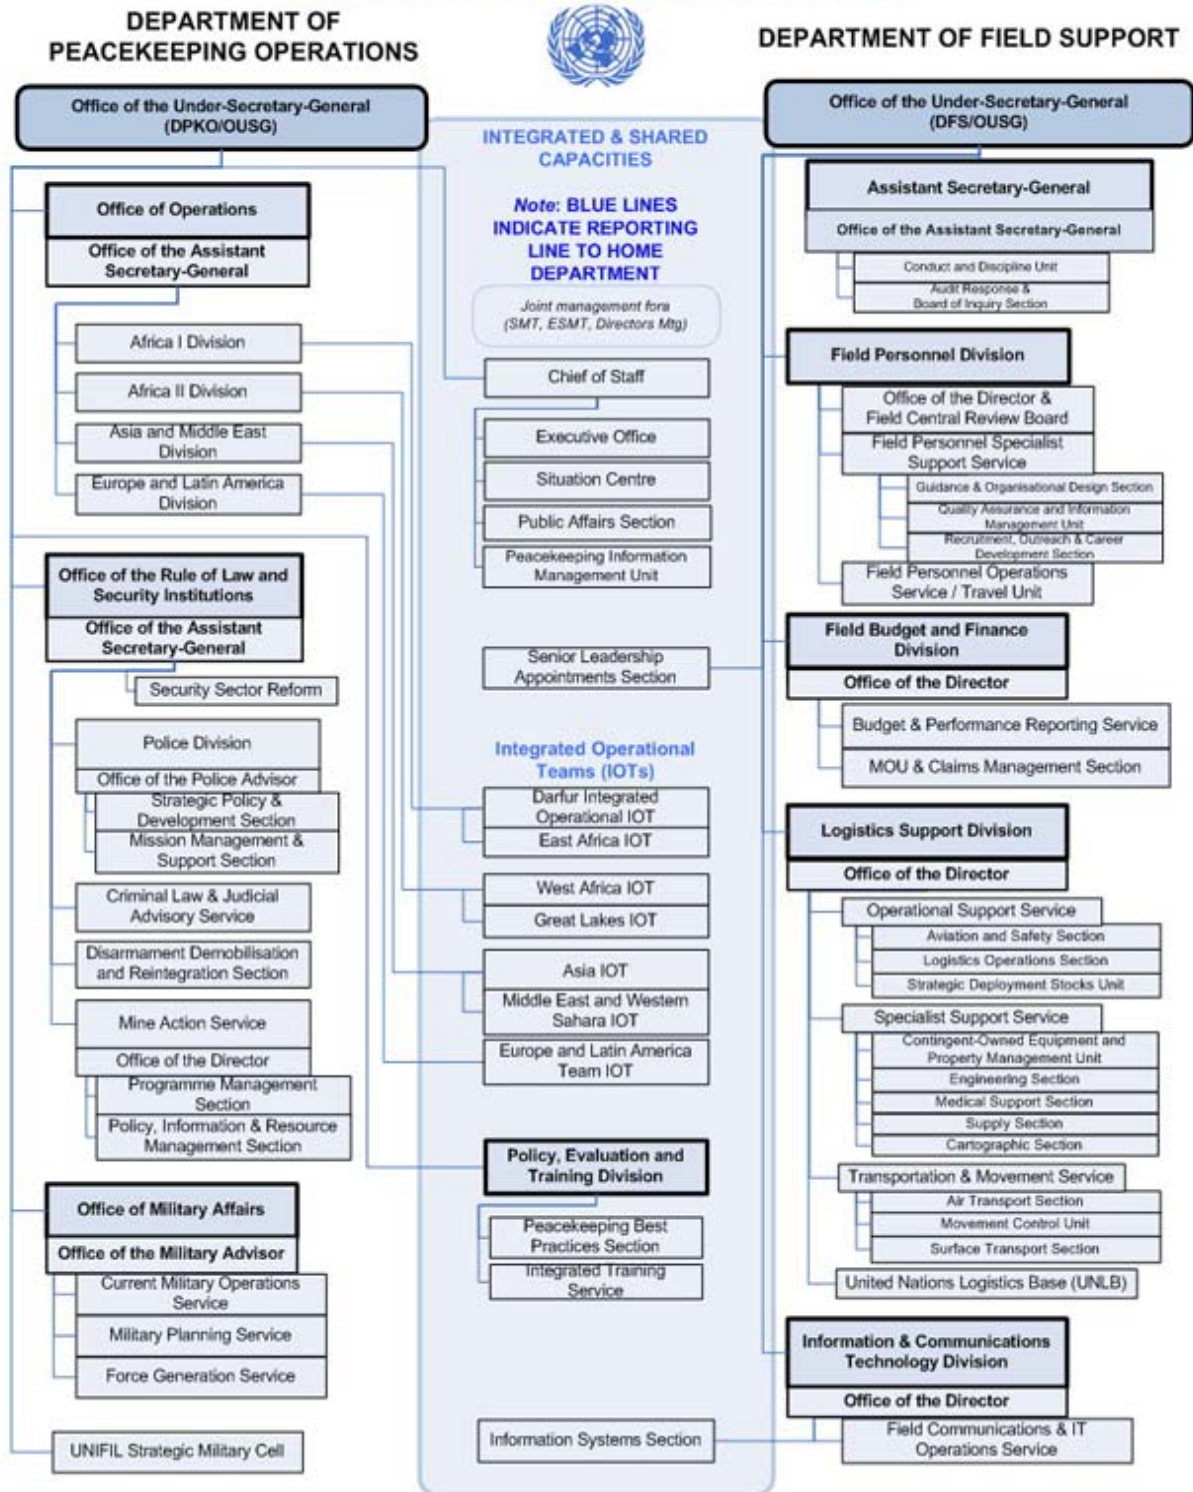 DEPARTMENT OF
PEACEKEEPING OPERATIONS
Office of the Under-Secretary-General
(DPKO/OUSG)
Office of Operations
Office of the Assistant
Secretary-General
Africa I Division
Africa II Division
Asia and Middle East
Division
Europe and Latin America
Division
Office of the Rule of Law and
Security Institutions
Office of the Assistant
Secretary-General
Security Sector Reform
Police Division
Office of the Police Advisor
Strategic Policy &
Development Section
Mission Management &
Support Section
Criminal Law & Judicial
Advisory Service
Disarmament Demobilisation
and Reintegration Section
Mine Action Service
Office of the Director
Programme Management
Section
Policy, Information & Resource
Management Section
Office of Military Affairs
Office of the Military Advisor
Current Military Operations
Service
Military Planning Service
Force Generation Service
UNIFIL Strategic Military Cell
INTEGRATED & SHARED
CAPACITIES
Note: BLUE LINES
INDICATE REPORTING
LINE TO HOME
DEPARTMENT
Joint management fora
(SMT, ESMT, Directors Mtg)
Chief of Staff
Executive Office
Situation Centre
Public Affairs Section
Peacekeeping Information
Management Unit
Senior Leadership
Appointments Section
Integrated Operational
Teams (IOTs)
Darfur Integrated
Operational IOT
East Africa IOT
West Africa IOT
Great Lakes IOT
Asia IOT
Middle East and Western
Sahara IOT
Europe and Latin America
Team IOT
Policy, Evaluation and
Training Division
Peacekeeping Best
Practices Section
Integrated Training
Service
Information Systems Section
DEPARTMENT OF FIELD SUPPORT
Office of the Under-Secretary-General
(DFS/OUSG)
Assistant Secretary-General
Office of the Assistant Secretary-General
Conduct and Discipline Unit
Audit Response &
Board of Inquiry Section
Field Personnel Division
Office of the Director &
Field Central Review Board
Field Personnel Specialist
Support Service
Guidance & Organisational Design Section
Quality Assurance and Information
Management Unit
Recruitment, Outreach & Career
Development Section
Field Personnel Operations
Service / Travel Unit
Field Budget and Finance
Division
Office of the Director
Budget & Performance Reporting Service
MOU & Claims Management Section
Logistics Support Division
Office of the Director
Operational Support Service
Aviation and Safety Section
Logistics Operations Section
Strategic Deployment Stocks Unit
Specialist Support Service
Contingent-Owned Equipment and
Property Management Unit
Engineering Section
Medical Support Section
Supply Section
Cartographic Section
Transportation & Movement Service
Air Transport Section
Movement Control Unit
Surface Transport Section
United Nations Logistics Base (UNLB)
Information & Communications
Technology Division
Office of the Director
Field Communications & IT
Operations Service